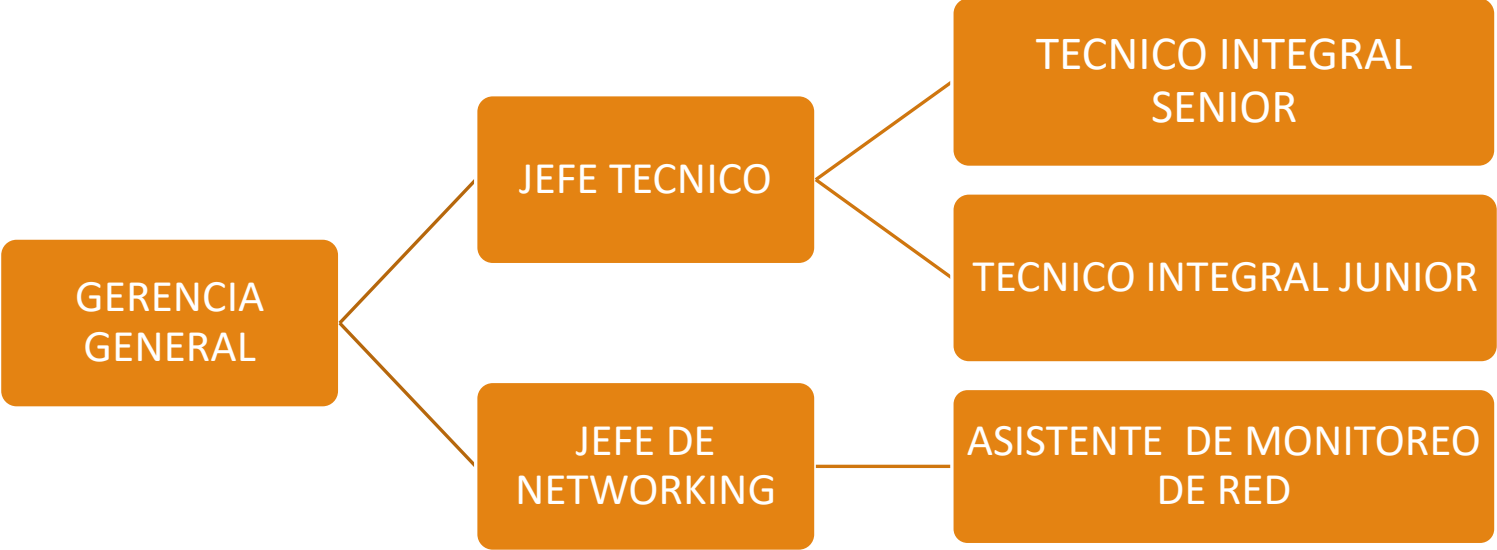 GERENCIA
GENERAL
JEFE TECNICO
TECNICO INTEGRAL
SENIOR
TECNICO INTEGRAL JUNIOR
JEFE DE
NETWORKING
ASISTENTE  DE MONITOREO
DE RED